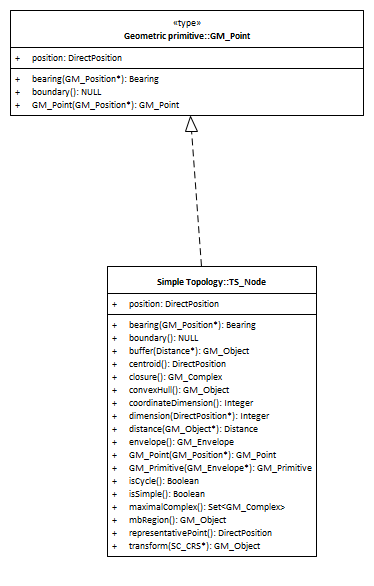 «type»
Geometric primitive::GM_Point
+ position: DirectPosition
+ bearing(GM_Position*): Bearing
+ boundary(): NULL
+ GM_Point(GM_Position*): GM_Point
Simple Topology::TS_Node
+ position: DirectPosition
+ bearing(GM_Position*): Bearing
+ boundary(): NULL
+ buffer(Distance*): GM_Object
+ centroid(): DirectPosition
+ closure(): GM_Complex
+ convexHull(): GM_Object
+ coordinateDimension(): Integer
+ dimension(DirectPosition*): Integer
+ distance(GM_Object*): Distance
+ envelope(): GM_Envelope
+ GM_Point(GM_Position*): GM_Point
+ GM_Primitive(GM_Envelope*): GM_Primitive
+ isCycle(): Boolean
+ isSimple(): Boolean
+ maximalComplex(): Set<GM_Complex>
+ mbRegion(): GM_Object
+ representativePoint(): DirectPosition
+ transform(SC_CRS*): GM_Object